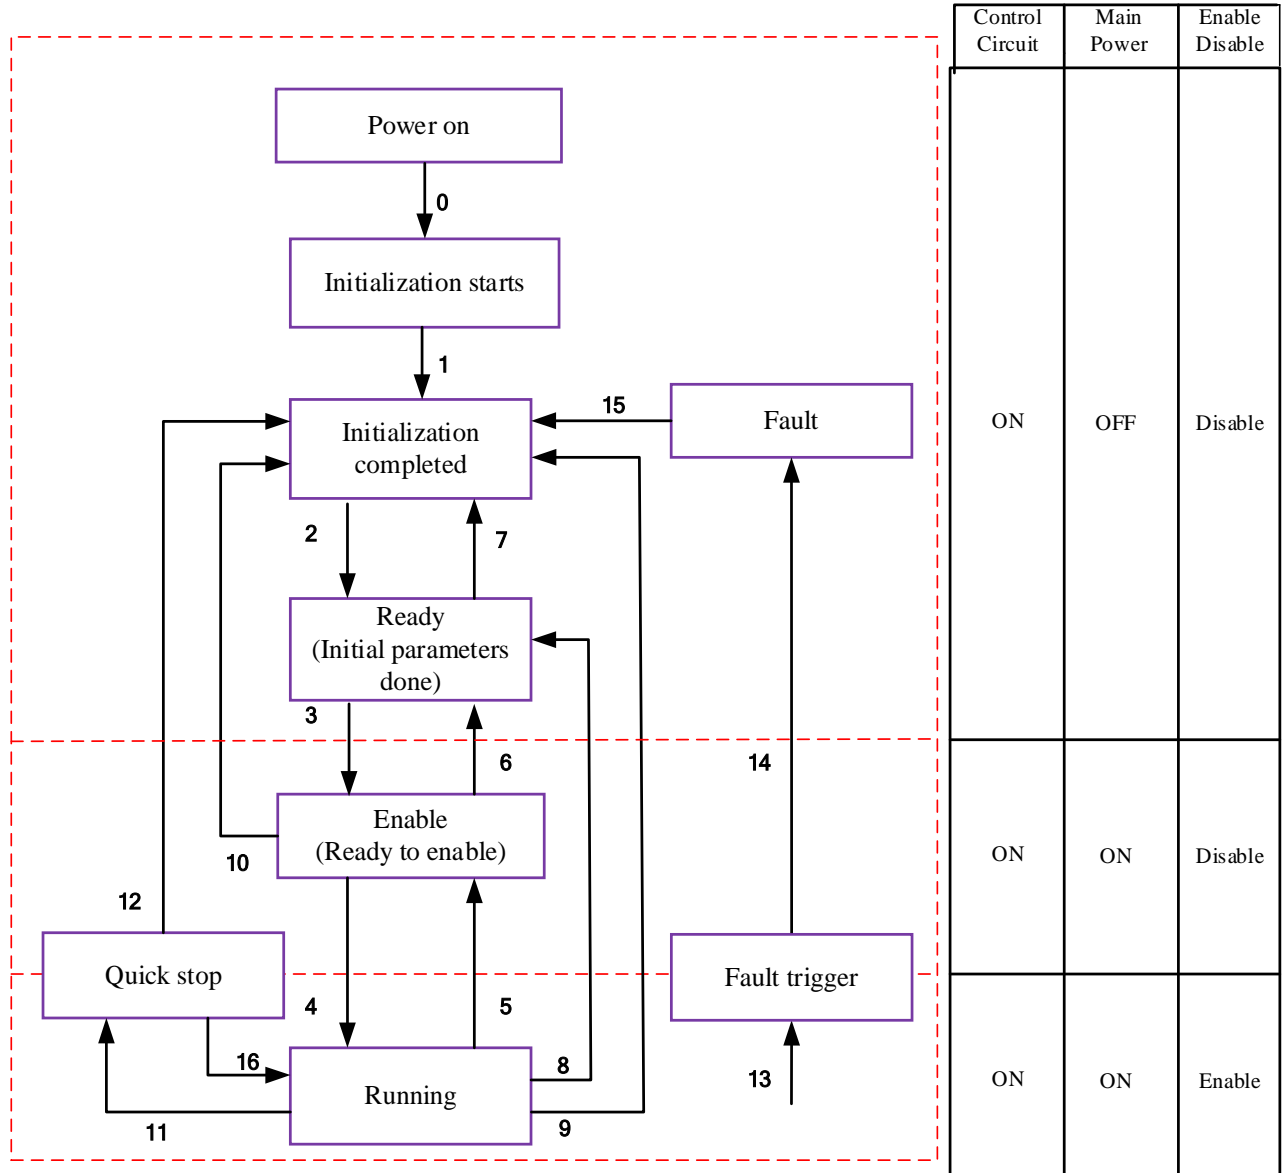 Control Circuit
Main Power
Enable Disable
Power on
0
Initialization starts
1
15
Fault
Initialization
completed
ON
OFF
Disable
2
7
Ready
(Initial parameters
done)
3
6
14
Enable
(Ready to enable)
10
ON
ON
Disable
12
Quick stop
Fault trigger
4
5
16
8
13
Running
ON
ON
Enable
11
9